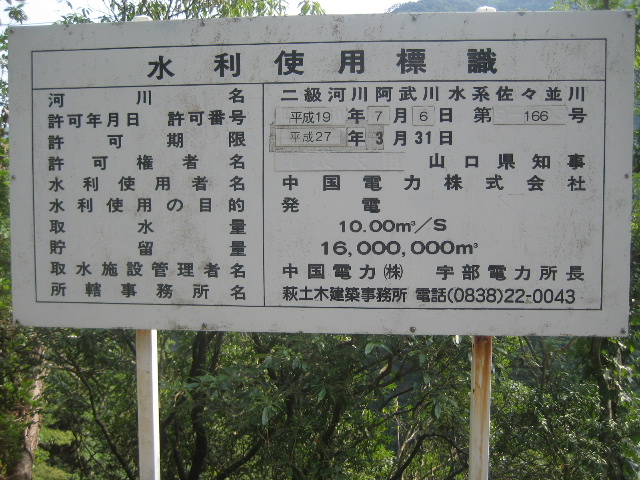 水利使用標識
河川名 二級河川阿武川水系佐々並川
許可年月日 許可番号 平成19年7月6日 第166号
許可期限 平成27年3月31日
許可権者名 山口県知事
水利使用者名 中国電力株式会社
水利使用の目的 発電
取水量 10.00m³/S
貯留量 16,000,000m³
取水施設管理者名 中国電力㈱ 宇部電力所長
所轄事務所名 萩土木建築事務所 電話(0838)22-0043